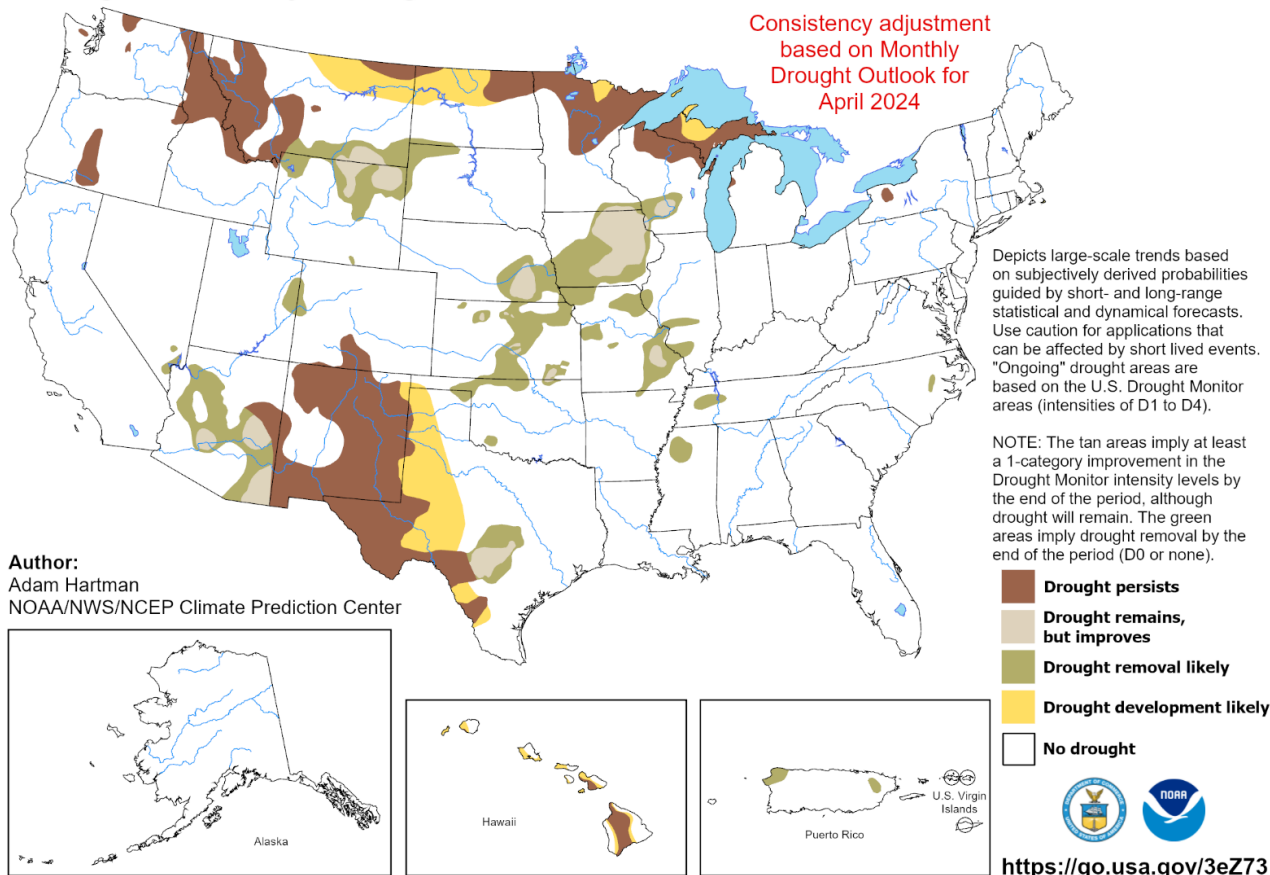 Consistency adjustment
based on Monthly
Drought Outlook for
April 2024
Depicts large-scale trends based
on subjectively derived probabilities
guided by short- and long-range
statistical and dynamical forecasts.
Use caution for applications that
can be affected by short lived events.
"Ongoing" drought areas are
based on the U.S. Drought Monitor
areas (intensities of D1 to D4).
NOTE: The tan areas imply at least
a 1-category improvement in the
Drought Monitor intensity levels by
the end of the period, although
drought will remain. The green
areas imply drought removal by the
end of the period (D0 or none).
Author:
Adam Hartman
NOAA/NWS/NCEP Climate Prediction Center
Drought persists
Drought remains,
but improves
Drought removal likely
Drought development likely
No drought
Alaska
Hawaii
Puerto Rico
U.S. Virgin
Islands
NOAA
https://go.usa.gov/3eZ73